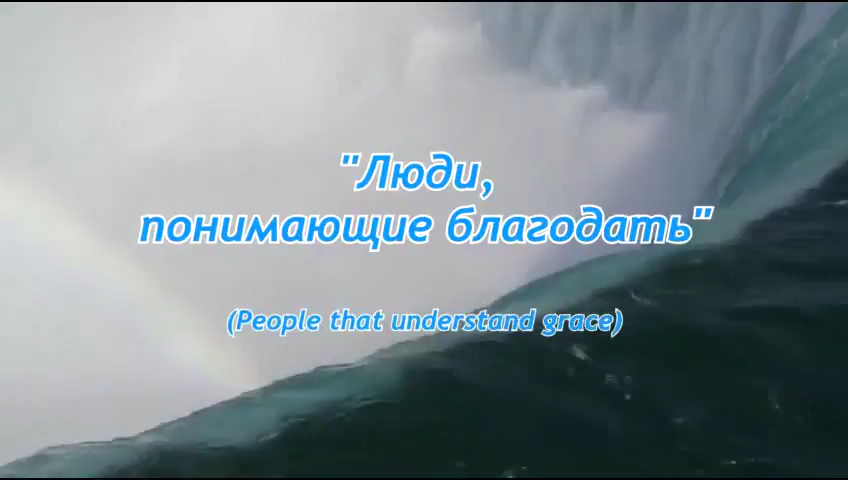 "Люди,
понимающие благодать"
(People that understand grace)